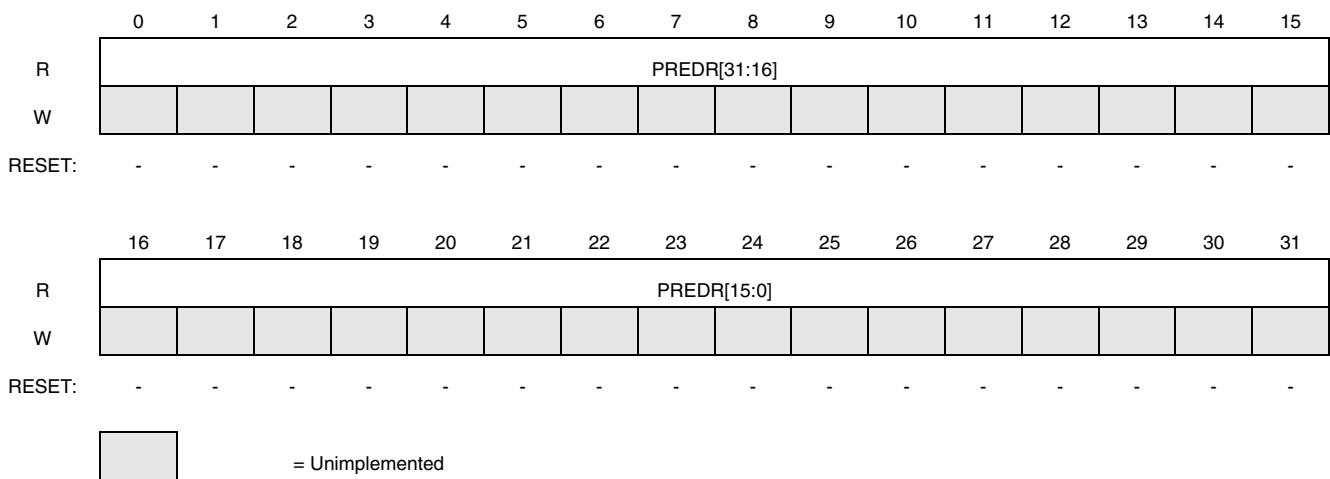 0 1 2 3 4 5 6 7 8 9 10 11 12 13 14 15
R PREDR[31:16]
W
RESET: - - - - - - - - - - - - - - - -
16 17 18 19 20 21 22 23 24 25 26 27 28 29 30 31
R PREDR[15:0]
W
RESET: - - - - - - - - - - - - - - - -
= Unimplemented